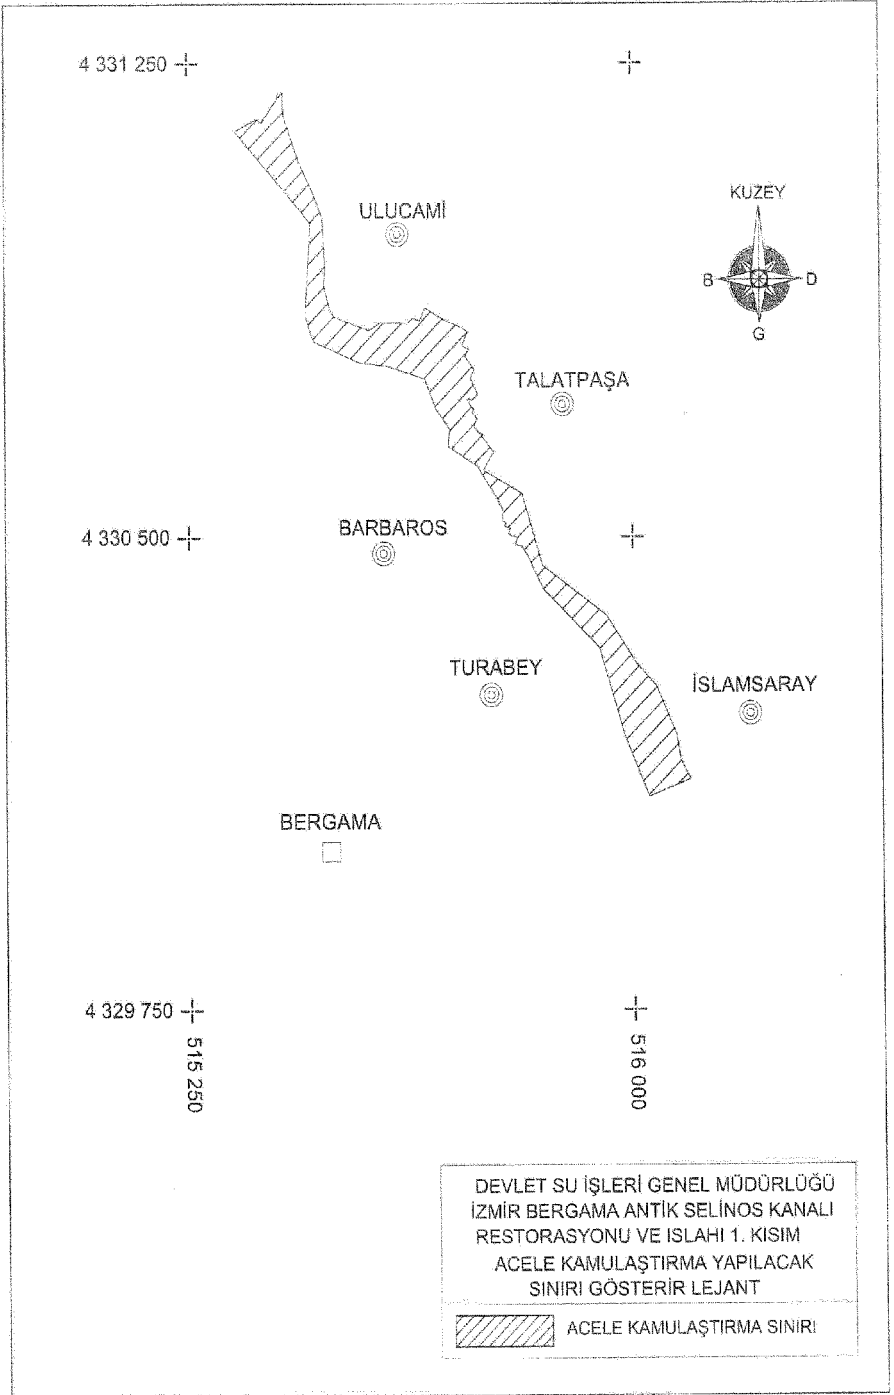 4 331 250
ULUCAMİ
KUZEY
B
D
G
TALATPAŞA
4 330 500
BARBAROS
TURABEY
İSLAMSARAY
BERGAMA
4 329 750
515 250
516 000
DEVLET SU İŞLERİ GENEL MÜDÜRLÜĞÜ
İZMİR BERGAMA ANTİK SELİNOS KANALI
RESTORASYONU VE ISLAHI 1. KISIM
ACELE KAMULAŞTIRMA YAPILACAK
SINIRI GÖSTERİR LEJANT
ACELE KAMULAŞTIRMA SINIRI